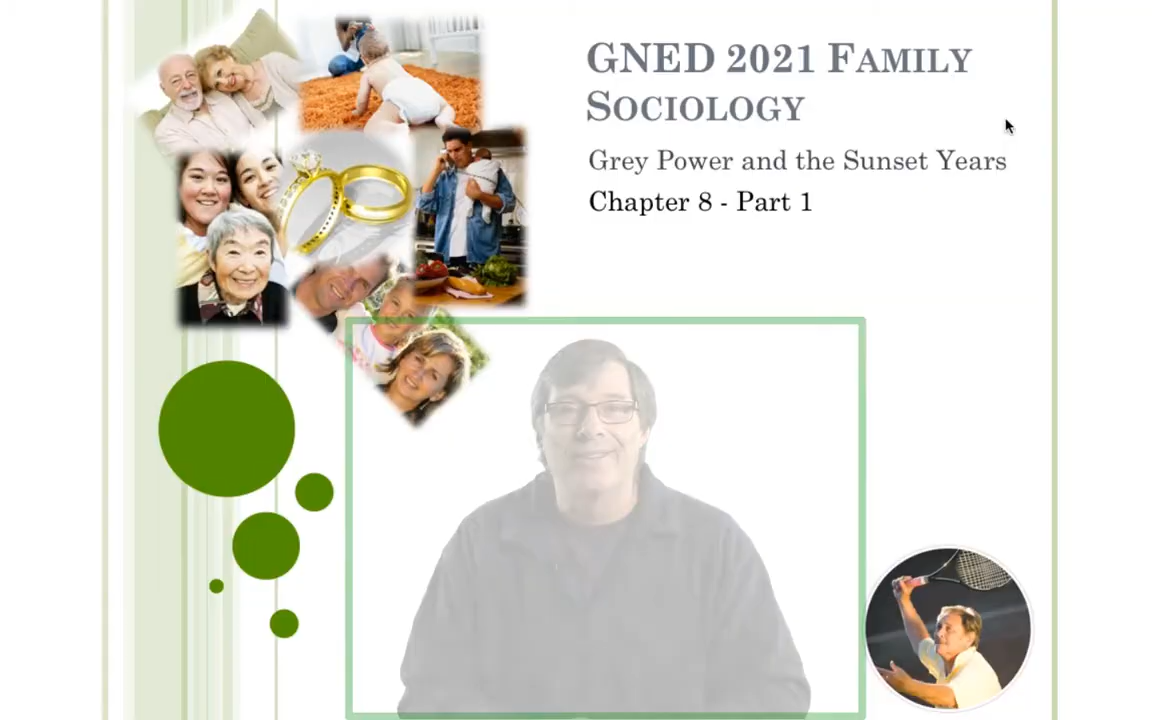 GNED 2021 FAMILY
SOCIOLOGY
Grey Power and the Sunset Years
Chapter 8 - Part 1